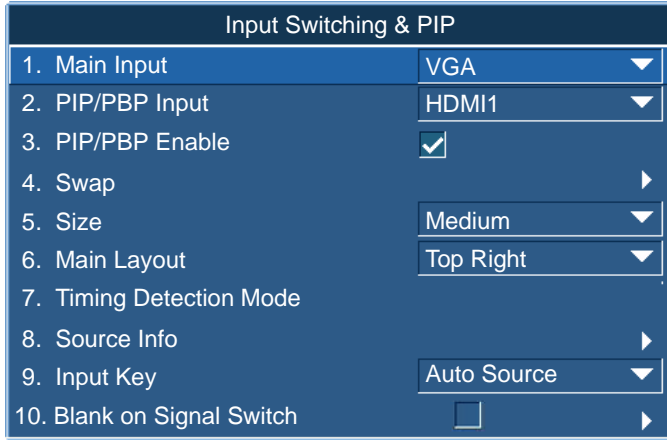 Input Switching & PIP
1. Main Input VGA
2. PIP/PBP Input HDMI1
3. PIP/PBP Enable
4. Swap
5. Size Medium
6. Main Layout Top Right
7. Timing Detection Mode
8. Source Info
9. Input Key Auto Source
10. Blank on Signal Switch